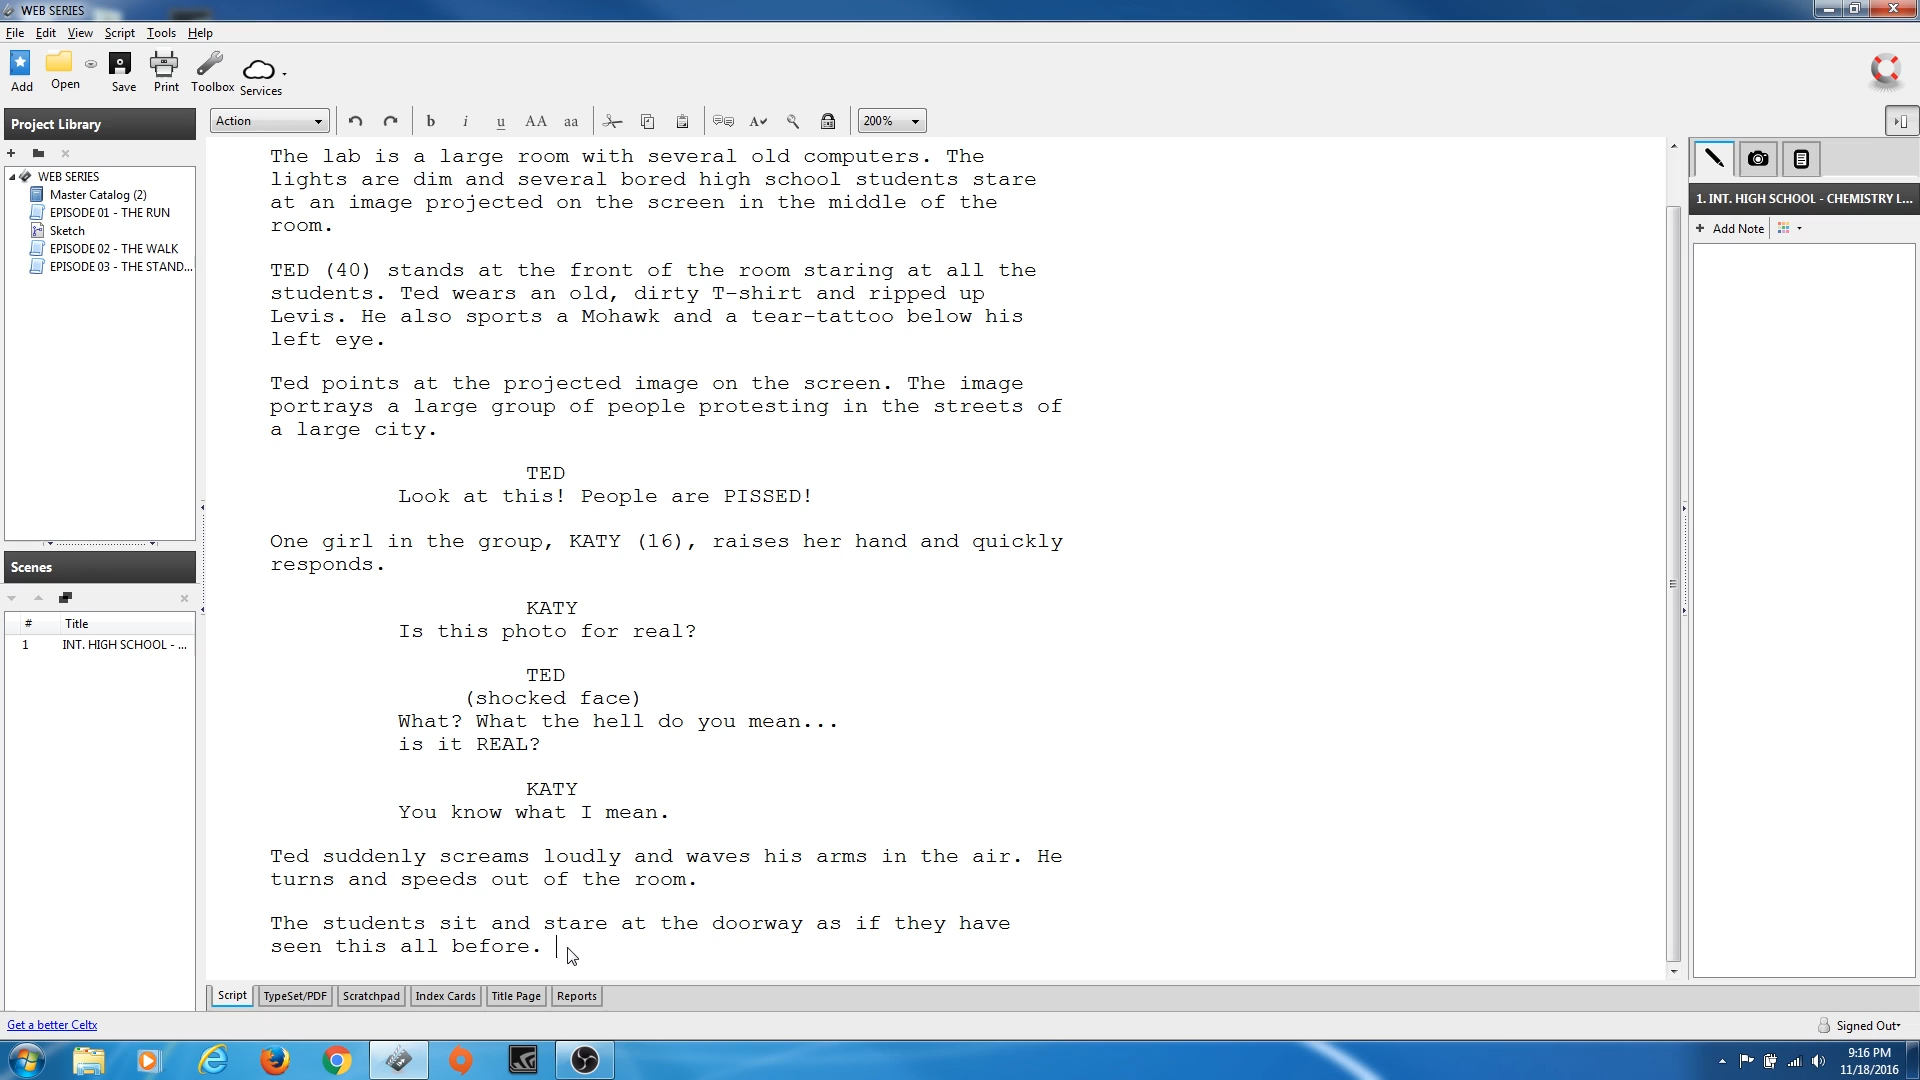 WEB SERIES
File Edit View Script Tools Help
Add Open Save Print Toolbox Services
Project Library
Action b i u AA aa A 200%
WEB SERIES
Master Catalog (2)
EPISODE 01 - THE RUN
Sketch
EPISODE 02 - THE WALK
EPISODE 03 - THE STAND...
Scenes
# Title
1 INT. HIGH SCHOOL - ...
The lab is a large room with several old computers. The
lights are dim and several bored high school students stare
at an image projected on the screen in the middle of the
room.
TED (40) stands at the front of the room staring at all the
students. Ted wears an old, dirty T-shirt and ripped up
Levis. He also sports a Mohawk and a tear-tattoo below his
left eye.
Ted points at the projected image on the screen. The image
portrays a large group of people protesting in the streets of
a large city.
TED
Look at this! People are PISSED!
One girl in the group, KATY (16), raises her hand and quickly
responds.
KATY
Is this photo for real?
TED
(shocked face)
What? What the hell do you mean...
is it REAL?
KATY
You know what I mean.
Ted suddenly screams loudly and waves his arms in the air. He
turns and speeds out of the room.
The students sit and stare at the doorway as if they have
seen this all before.
1. INT. HIGH SCHOOL - CHEMISTRY L...
+ Add Note
Script TypeSet/PDF Scratchpad Index Cards Title Page Reports
Get a better Celtx
Signed Out
9:16 PM
11/18/2016